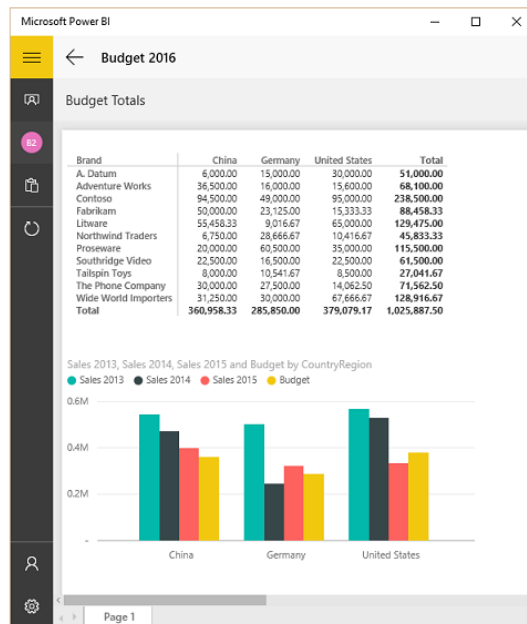 Microsoft Power BI
Budget 2016
Budget Totals
B2
Brand China Germany United States Total
A. Datum 6,000.00 15,000.00 30,000.00 51,000.00
Adventure Works 36,500.00 16,000.00 15,600.00 68,100.00
Contoso 94,500.00 49,000.00 95,000.00 238,500.00
Fabrikam 50,000.00 23,125.00 15,333.33 88,458.33
Litware 55,458.33 9,016.67 65,000.00 129,475.00
Northwind Traders 6,750.00 28,666.67 10,416.67 45,833.33
Proseware 20,000.00 60,500.00 35,000.00 115,500.00
Southridge Video 22,500.00 16,500.00 22,500.00 61,500.00
Tailspin Toys 8,000.00 10,541.67 8,500.00 27,041.67
The Phone Company 30,000.00 27,500.00 14,062.50 71,562.50
Wide World Importers 31,250.00 30,000.00 67,666.67 128,916.67
Total 360,958.33 285,850.00 379,079.17 1,025,887.50
Sales 2013, Sales 2014, Sales 2015 and Budget by CountryRegion
Sales 2013 Sales 2014 Sales 2015 Budget
0.6M
0.4M
0.2M
-
China Germany United States
Page 1